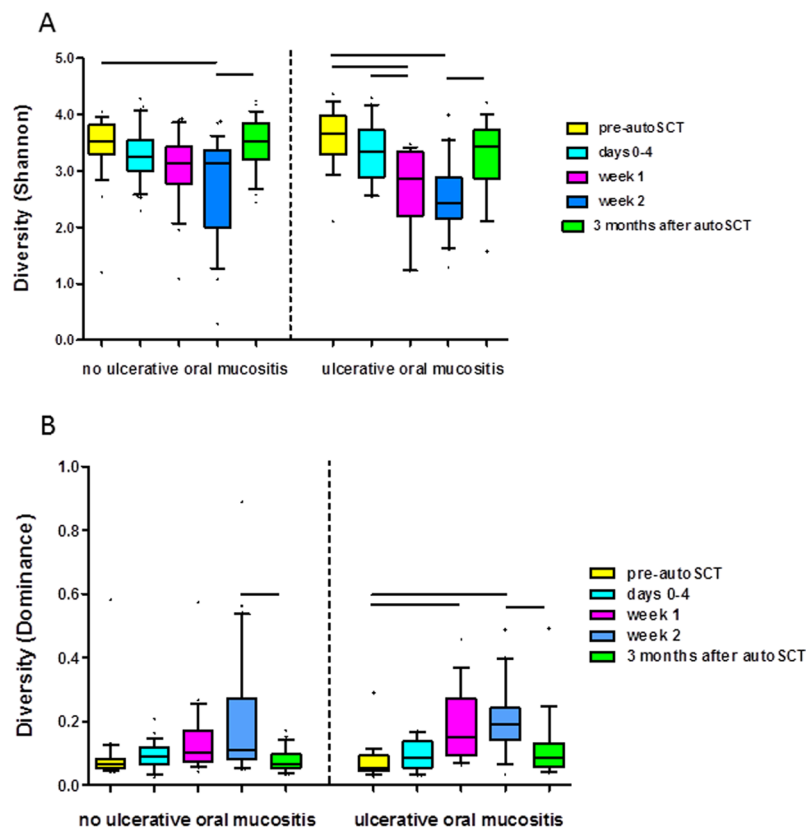 A
Diversity (Shannon)
5.0
4.0
3.0
2.0
1.0
0.0
no ulcerative oral mucositis
ulcerative oral mucositis
pre-autoSCT
days 0-4
week 1
week 2
3 months after autoSCT
B
Diversity (Dominance)
1.0
0.8
0.6
0.4
0.2
0.0
no ulcerative oral mucositis
ulcerative oral mucositis
pre-autoSCT
days 0-4
week 1
week 2
3 months after autoSCT